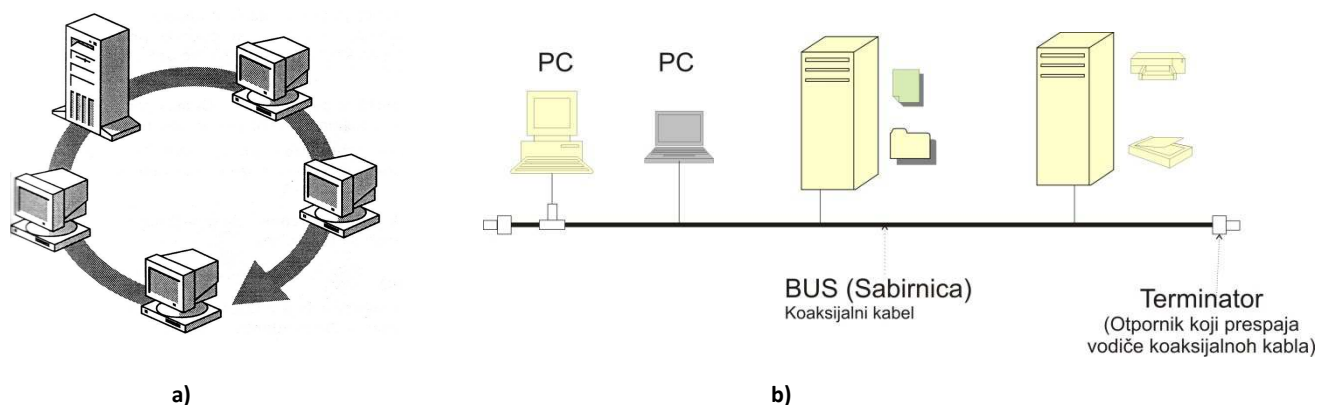 PC
PC
BUS (Sabirnica)
Koaksijalni kabel
Terminator
(Otpornik koji prespaja
vodiče koaksijalnoh kabla)
a)
b)